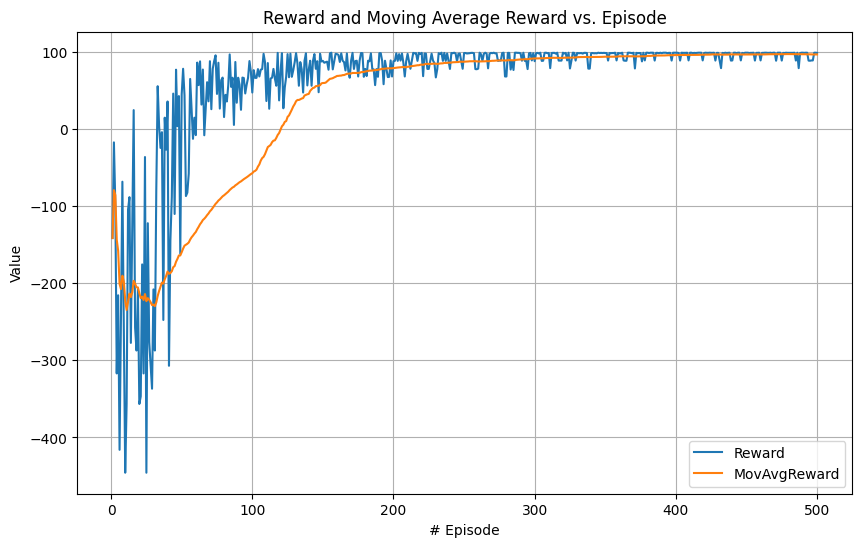 Reward and Moving Average Reward vs. Episode
100
0
−100
−200
−300
−400
Value
0
100
200
300
400
500
# Episode
Reward
MovAvgReward